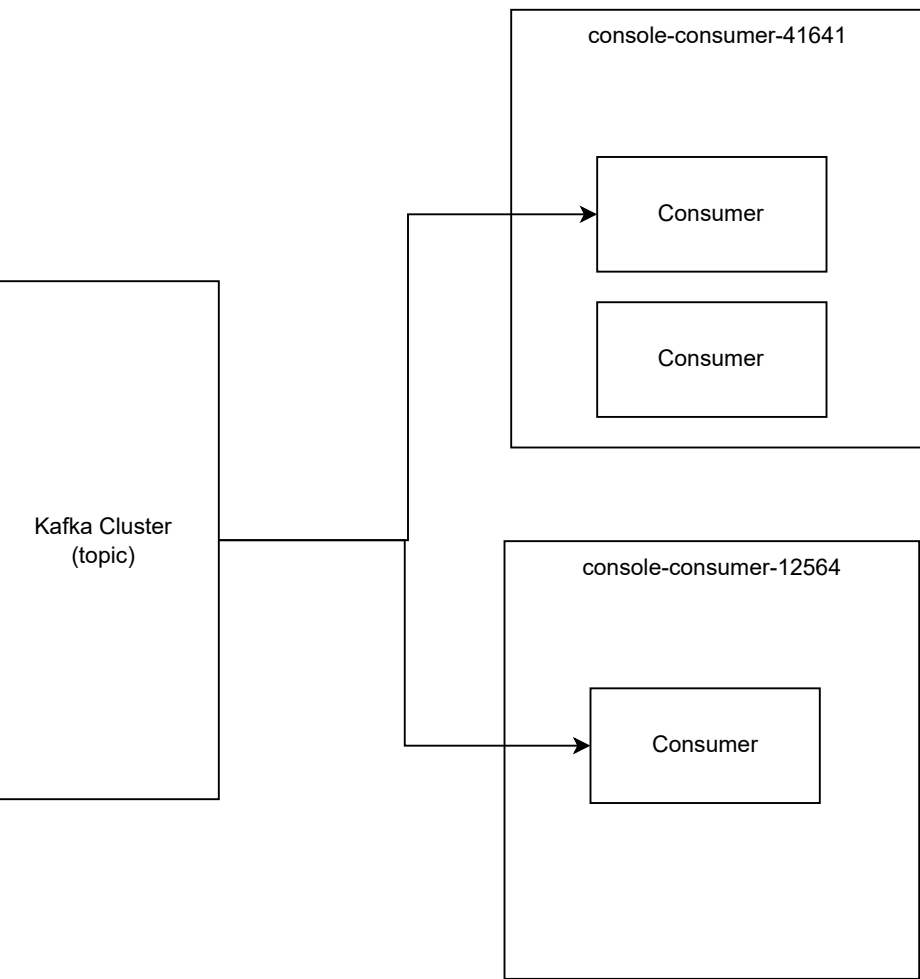 console-consumer-41641
Consumer
Consumer
Kafka Cluster
(topic)
console-consumer-12564
Consumer